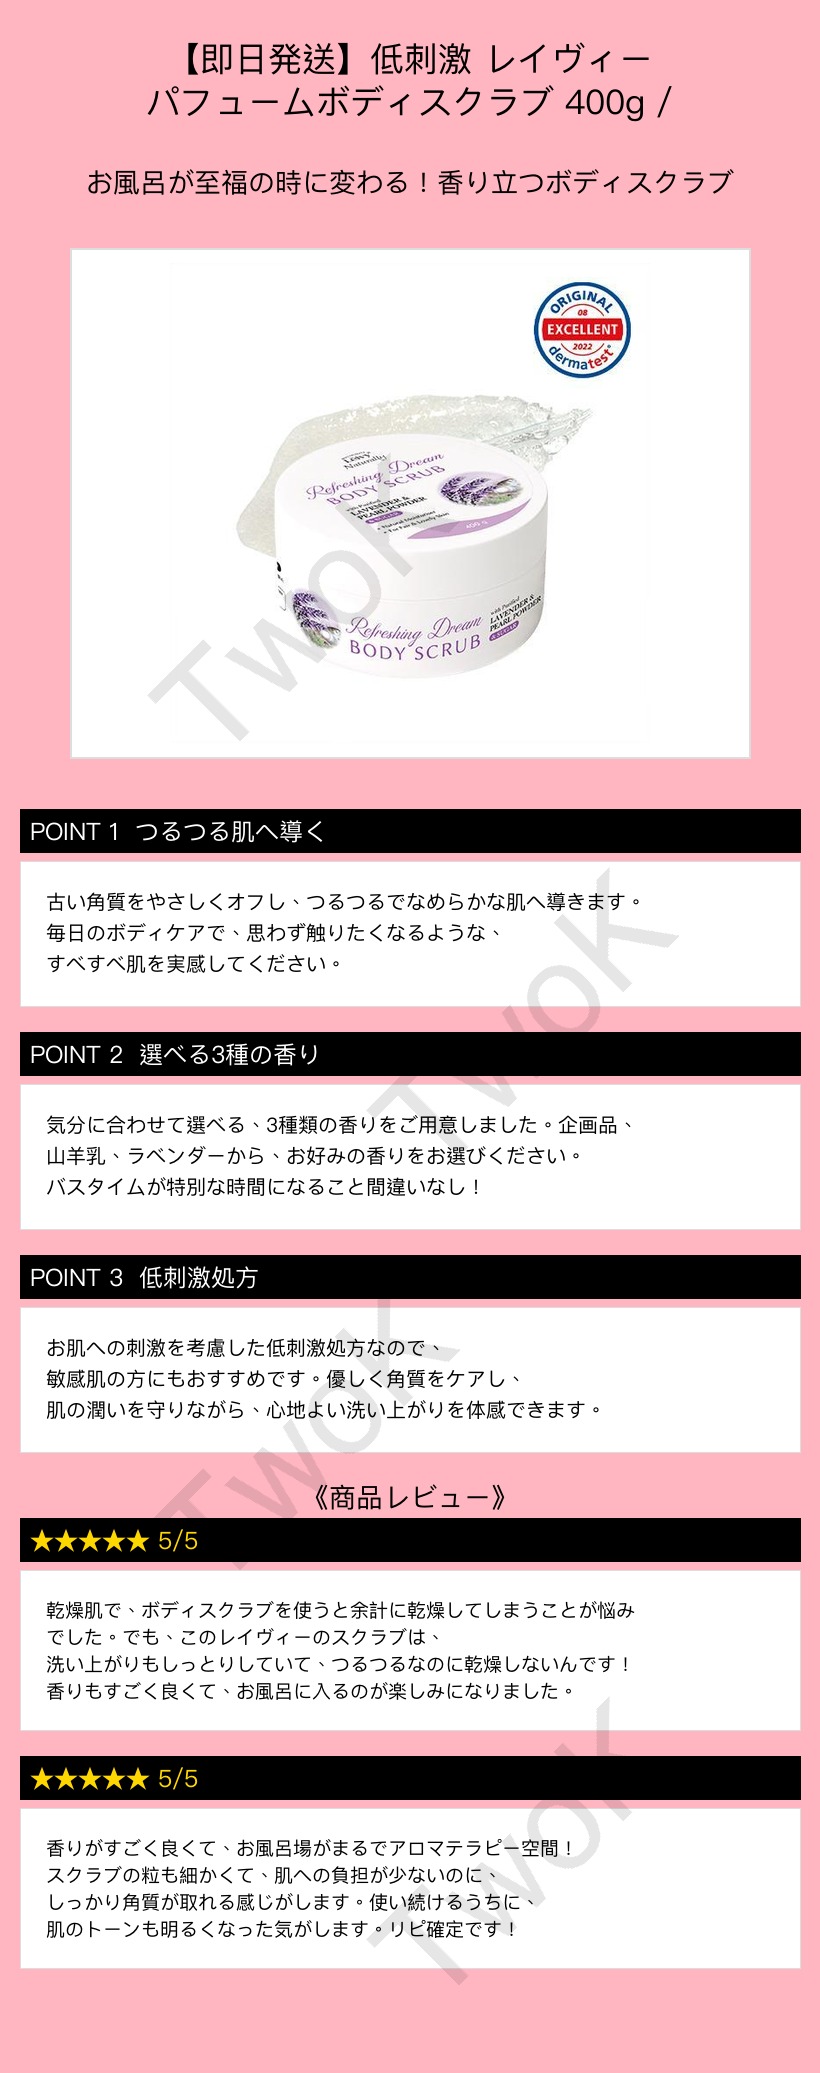 【即日発送】低刺激 レイヴィー
パフュームボディスクラブ 400g /
お風呂が至福の時に変わる！香り立つボディスクラブ
ORIGINAL
08
EXCELLENT
2022
dermatest
Naturally
Refreshing Dream
BODY SCRUB
with Purified
LAVENDER &
PEARL POWDER
& SUGAR
• Natural Moisturiser
• For Fair & Lovely Skin
400 g
Refreshing Dream
BODY SCRUB
with Purified
LAVENDER &
PEARL POWDER
& SUGAR
TwoK
POINT 1 つるつる肌へ導く
古い角質をやさしくオフし、つるつるでなめらかな肌へ導きます。
毎日のボディケアで、思わず触りたくなるような、
すべすべ肌を実感してください。
TwoK
POINT 2 選べる3種の香り
気分に合わせて選べる、3種類の香りをご用意しました。企画品、
山羊乳、ラベンダーから、お好みの香りをお選びください。
バスタイムが特別な時間になること間違いなし！
POINT 3 低刺激処方
お肌への刺激を考慮した低刺激処方なので、
敏感肌の方にもおすすめです。優しく角質をケアし、
肌の潤いを守りながら、心地よい洗い上がりを体感できます。
TwoK
《商品レビュー》
★★★★★ 5/5
乾燥肌で、ボディスクラブを使うと余計に乾燥してしまうことが悩み
でした。でも、このレイヴィーのスクラブは、
洗い上がりもしっとりしていて、つるつるなのに乾燥しないんです！
香りもすごく良くて、お風呂に入るのが楽しみになりました。
★★★★★ 5/5
香りがすごく良くて、お風呂場がまるでアロマテラピー空間！
スクラブの粒も細かくて、肌への負担が少ないのに、
しっかり角質が取れる感じがします。使い続けるうちに、
肌のトーンも明るくなった気がします。リピ確定です！
TwoK